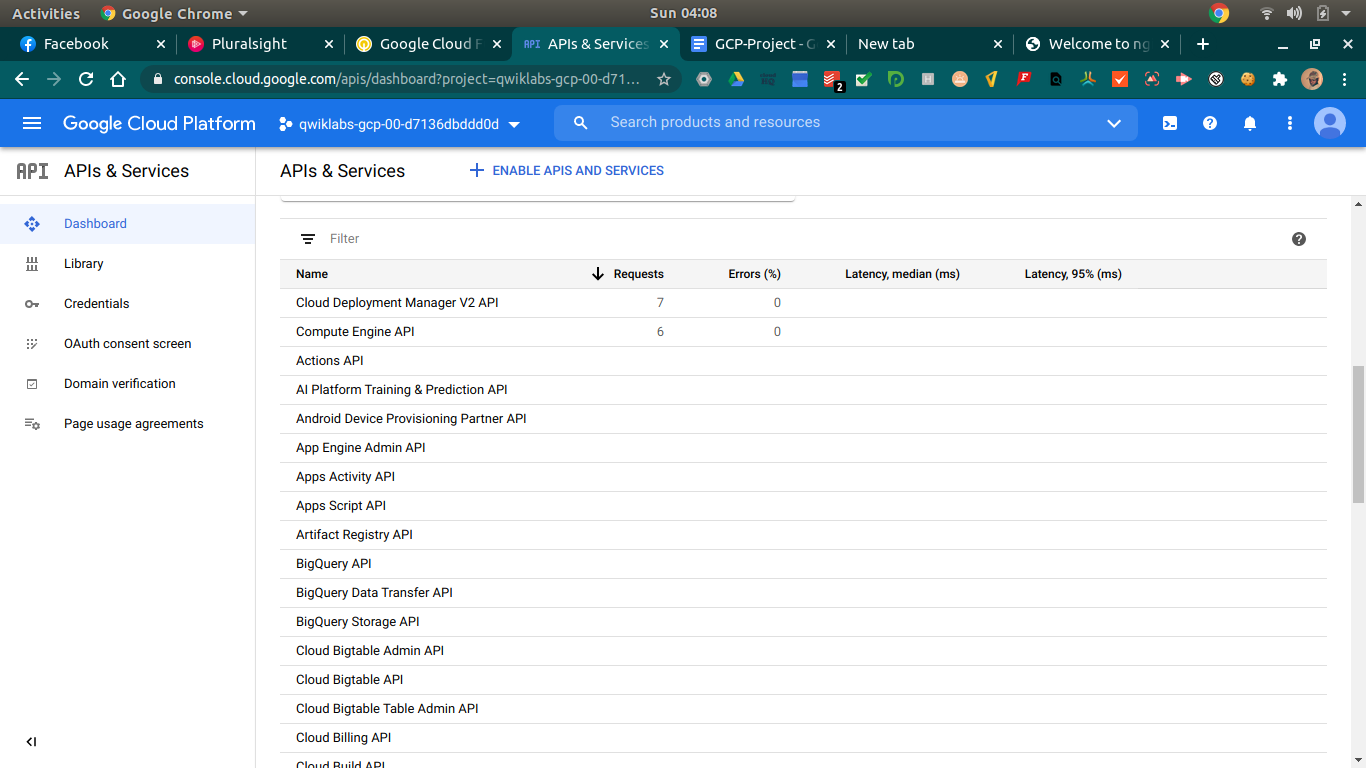 Activities Google Chrome Sun 04:08
Facebook Pluralsight Google Cloud F APIs & Services GCP-Project - G New tab Welcome to ng
console.cloud.google.com/apis/dashboard?project=qwiklabs-gcp-00-d71... 2
Google Cloud Platform qwiklabs-gcp-00-d7136dbddd0d Search products and resources
API APIs & Services APIs & Services ENABLE APIS AND SERVICES
Dashboard
Library
Credentials
OAuth consent screen
Domain verification
Page usage agreements
Filter
Name Requests Errors (%) Latency, median (ms) Latency, 95% (ms)
Cloud Deployment Manager V2 API 7 0
Compute Engine API 6 0
Actions API
AI Platform Training & Prediction API
Android Device Provisioning Partner API
App Engine Admin API
Apps Activity API
Apps Script API
Artifact Registry API
BigQuery API
BigQuery Data Transfer API
BigQuery Storage API
Cloud Bigtable Admin API
Cloud Bigtable API
Cloud Bigtable Table Admin API
Cloud Billing API
Cloud Build API